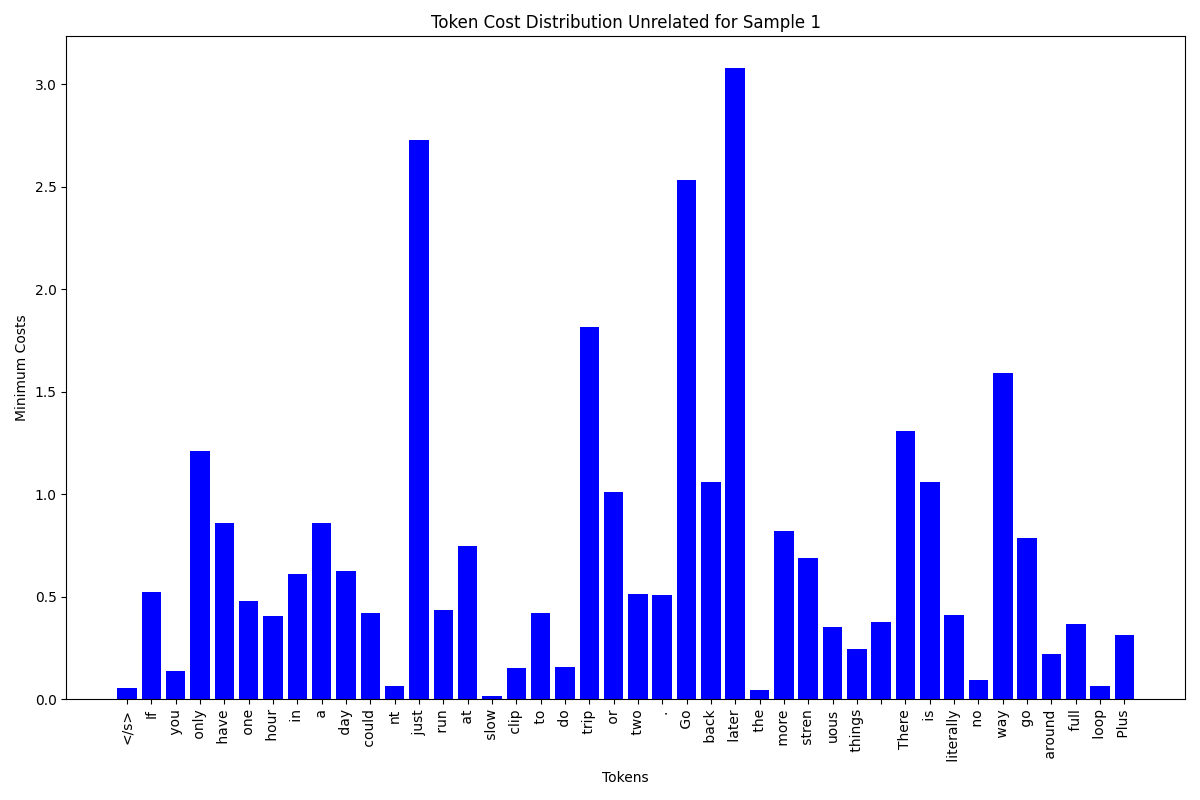 Token Cost Distribution Unrelated for Sample 1
3.0
2.5
2.0
1.5
1.0
0.5
0.0
Minimum Costs
</s> If you only have one hour in a day could nt just run at slow clip to do trip or two . Go back later the more stren uous things There is literally no way go around full loop Plus
Tokens